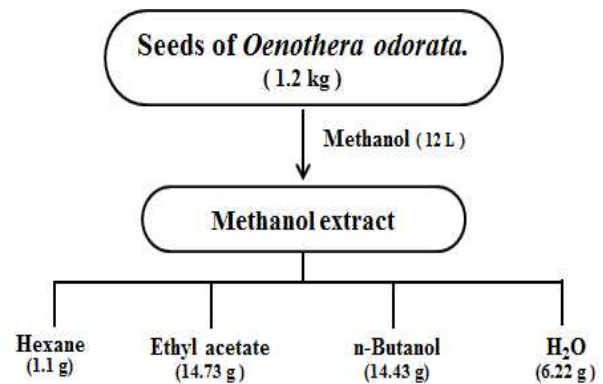 Seeds of Oenothera odorata.
( 1.2 kg )
Methanol ( 12 L )
Methanol extract
Hexane
(1.1 g)
Ethyl acetate
(14.73 g )
n-Butanol
(14.43 g)
H₂O
(6.22 g)